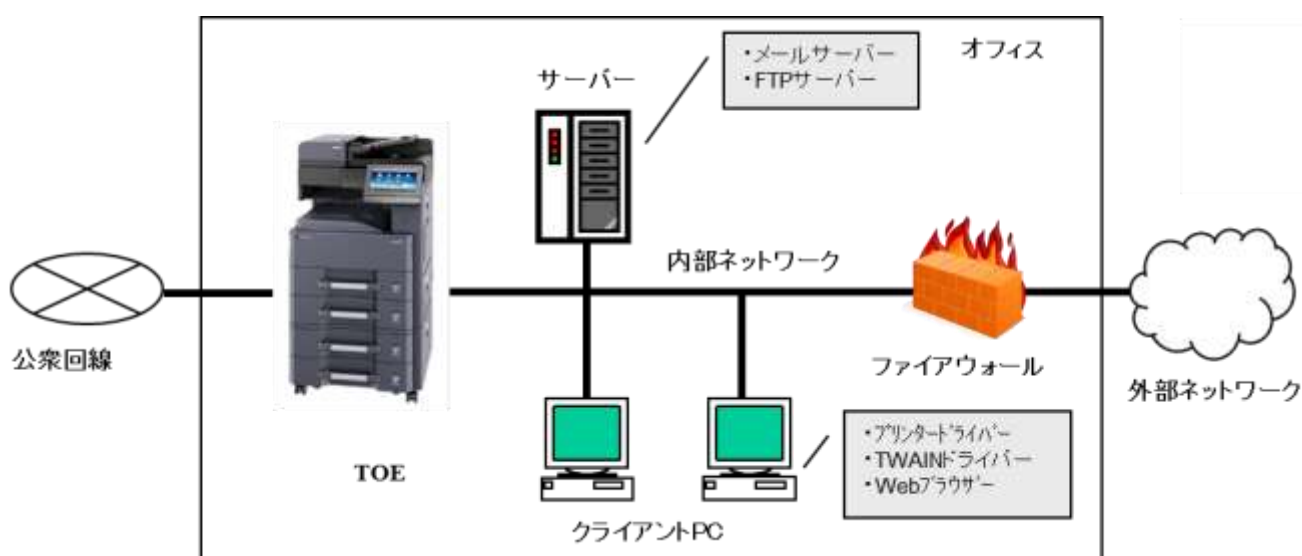 オフィス
・メールサーバー
・FTPサーバー
サーバー
内部ネットワーク
公衆回線
ファイアウォール
外部ネットワーク
TOE
・プリンタードライバー
・TWAINドライバー
・Webブラウザー
クライアントPC